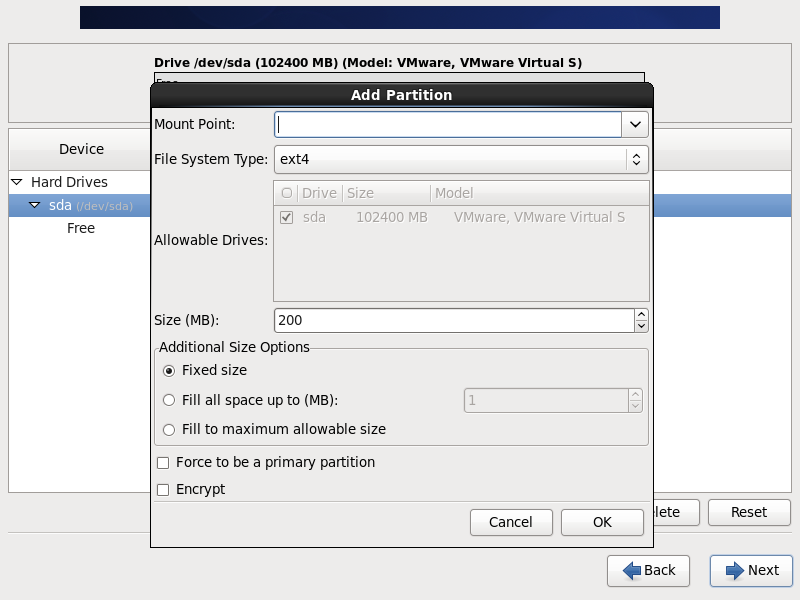 Drive /dev/sda (102400 MB) (Model: VMware, VMware Virtual S)
Free
Add Partition
Mount Point:
File System Type: ext4
Drive Size Model
sda 102400 MB VMware, VMware Virtual S
Allowable Drives:
Size (MB): 200
Additional Size Options
Fixed size
Fill all space up to (MB): 1
Fill to maximum allowable size
Force to be a primary partition
Encrypt
Cancel OK
Device
Hard Drives
sda (/dev/sda)
Free
lete Reset
Back Next